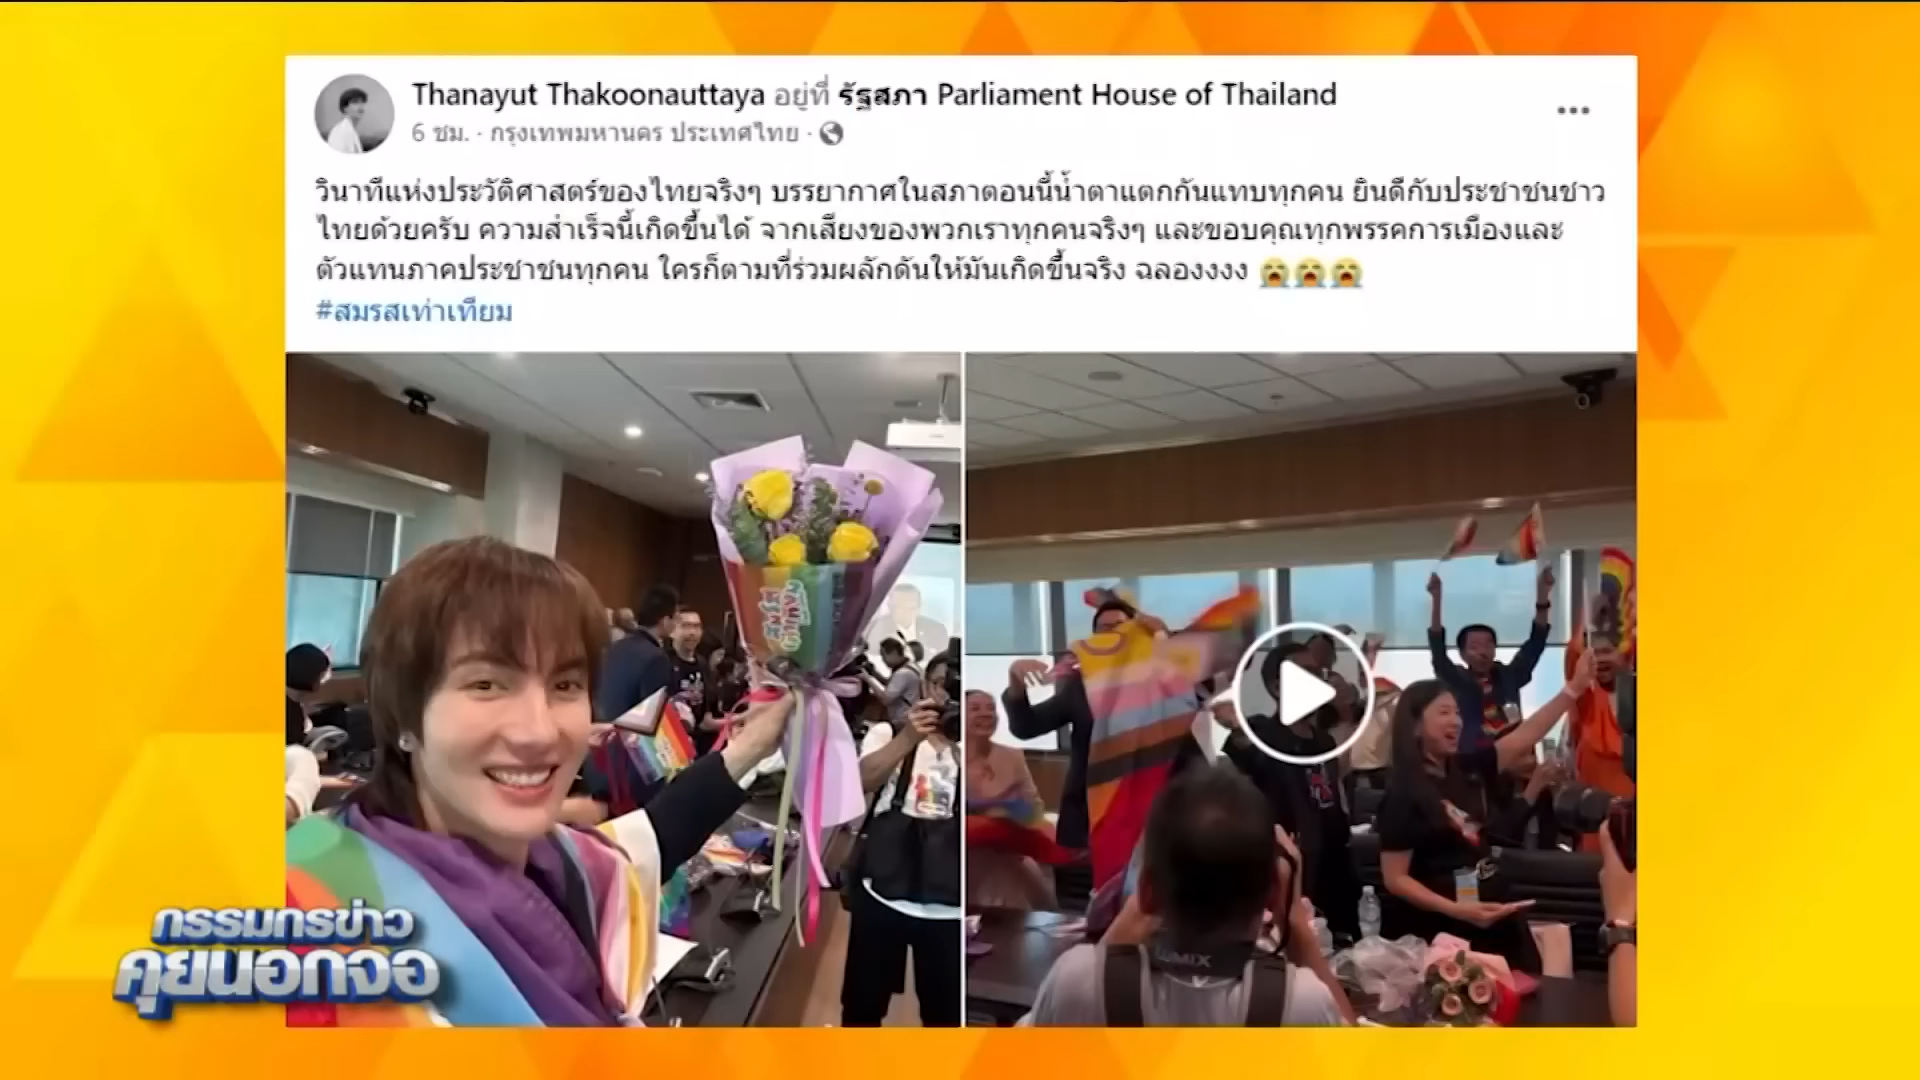 Thanayut Thakoonauttaya อยู่ที่ รัฐสภา Parliament House of Thailand
6 ชม. · กรุงเทพมหานคร ประเทศไทย ·
วินาทีแห่งประวัติศาสตร์ของไทยจริงๆ บรรยากาศในสภาตอนนี้น้ำตาแตกกันแทบทุกคน ยินดีกับประชาชนชาว
ไทยด้วยครับ ความสำเร็จนี้เกิดขึ้นได้ จากเสียงของพวกเราทุกคนจริงๆ และขอบคุณทุกพรรคการเมืองและ
ตัวแทนภาคประชาชนทุกคน ใครก็ตามที่ร่วมผลักดันให้มันเกิดขึ้นจริง ฉลองงงง 😭😭😭
#สมรสเท่าเทียม
สมรส
เท่าเทียม
LUMIX
กรรมกรข่าว
คุยนอกจอ